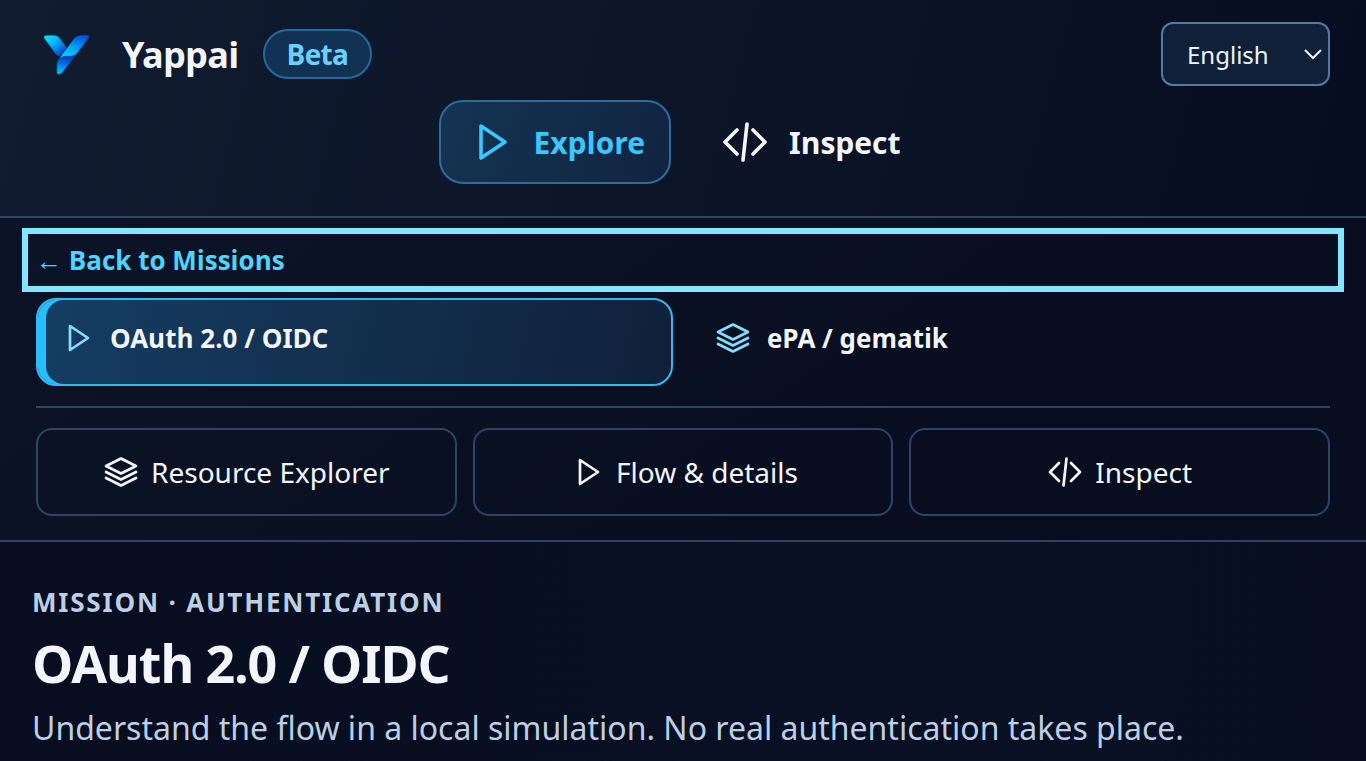 Yappai Beta English
Explore Inspect
← Back to Missions
OAuth 2.0 / OIDC ePA / gematik
Resource Explorer Flow & details Inspect
MISSION · AUTHENTICATION
OAuth 2.0 / OIDC
Understand the flow in a local simulation. No real authentication takes place.